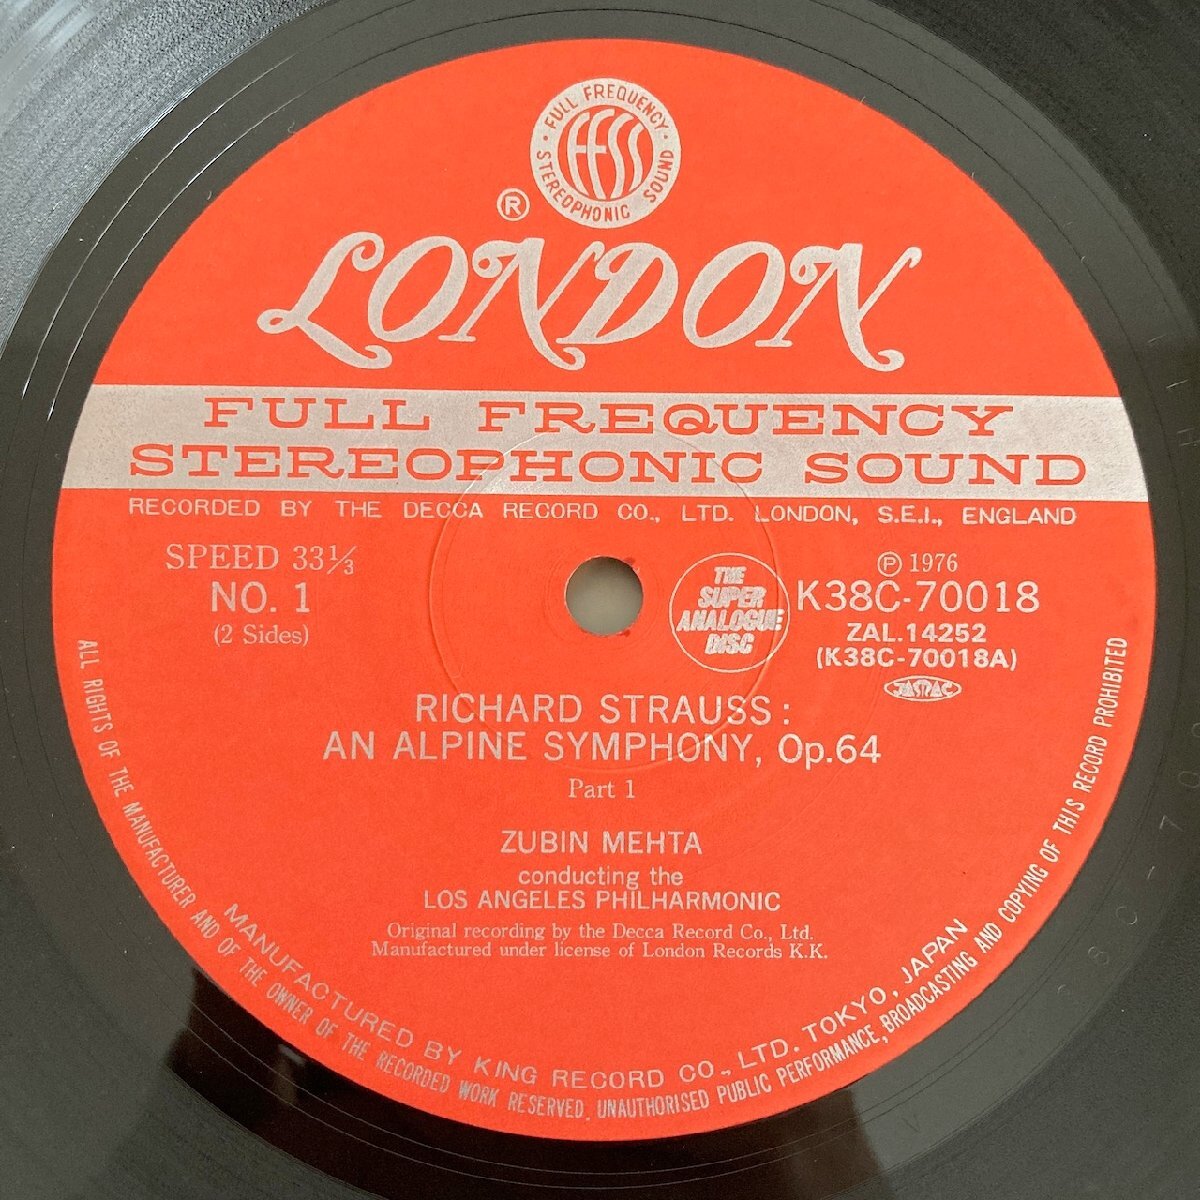 FULL FREQUENCY
FFSS
STEREOPHONIC SOUND
®
LONDON
FULL FREQUENCY
STEREOPHONIC SOUND
RECORDED BY THE DECCA RECORD CO., LTD. LONDON, S.E.I., ENGLAND
SPEED 33⅓
NO. 1
(2 Sides)
THE
SUPER
ANALOGUE
DISC
℗ 1976
K38C-70018
ZAL.14252
(K38C-70018A)
JASRAC
RICHARD STRAUSS:
AN ALPINE SYMPHONY, Op.64
Part 1
ZUBIN MEHTA
conducting the
LOS ANGELES PHILHARMONIC
Original recording by the Decca Record Co., Ltd.
Manufactured under license of London Records K.K.
MANUFACTURED BY KING RECORD CO., LTD. TOKYO, JAPAN
ALL RIGHTS OF THE MANUFACTURER AND OF THE OWNER OF THE RECORDED WORK RESERVED. UNAUTHORISED PUBLIC PERFORMANCE, BROADCASTING AND COPYING OF THIS RECORD PROHIBITED